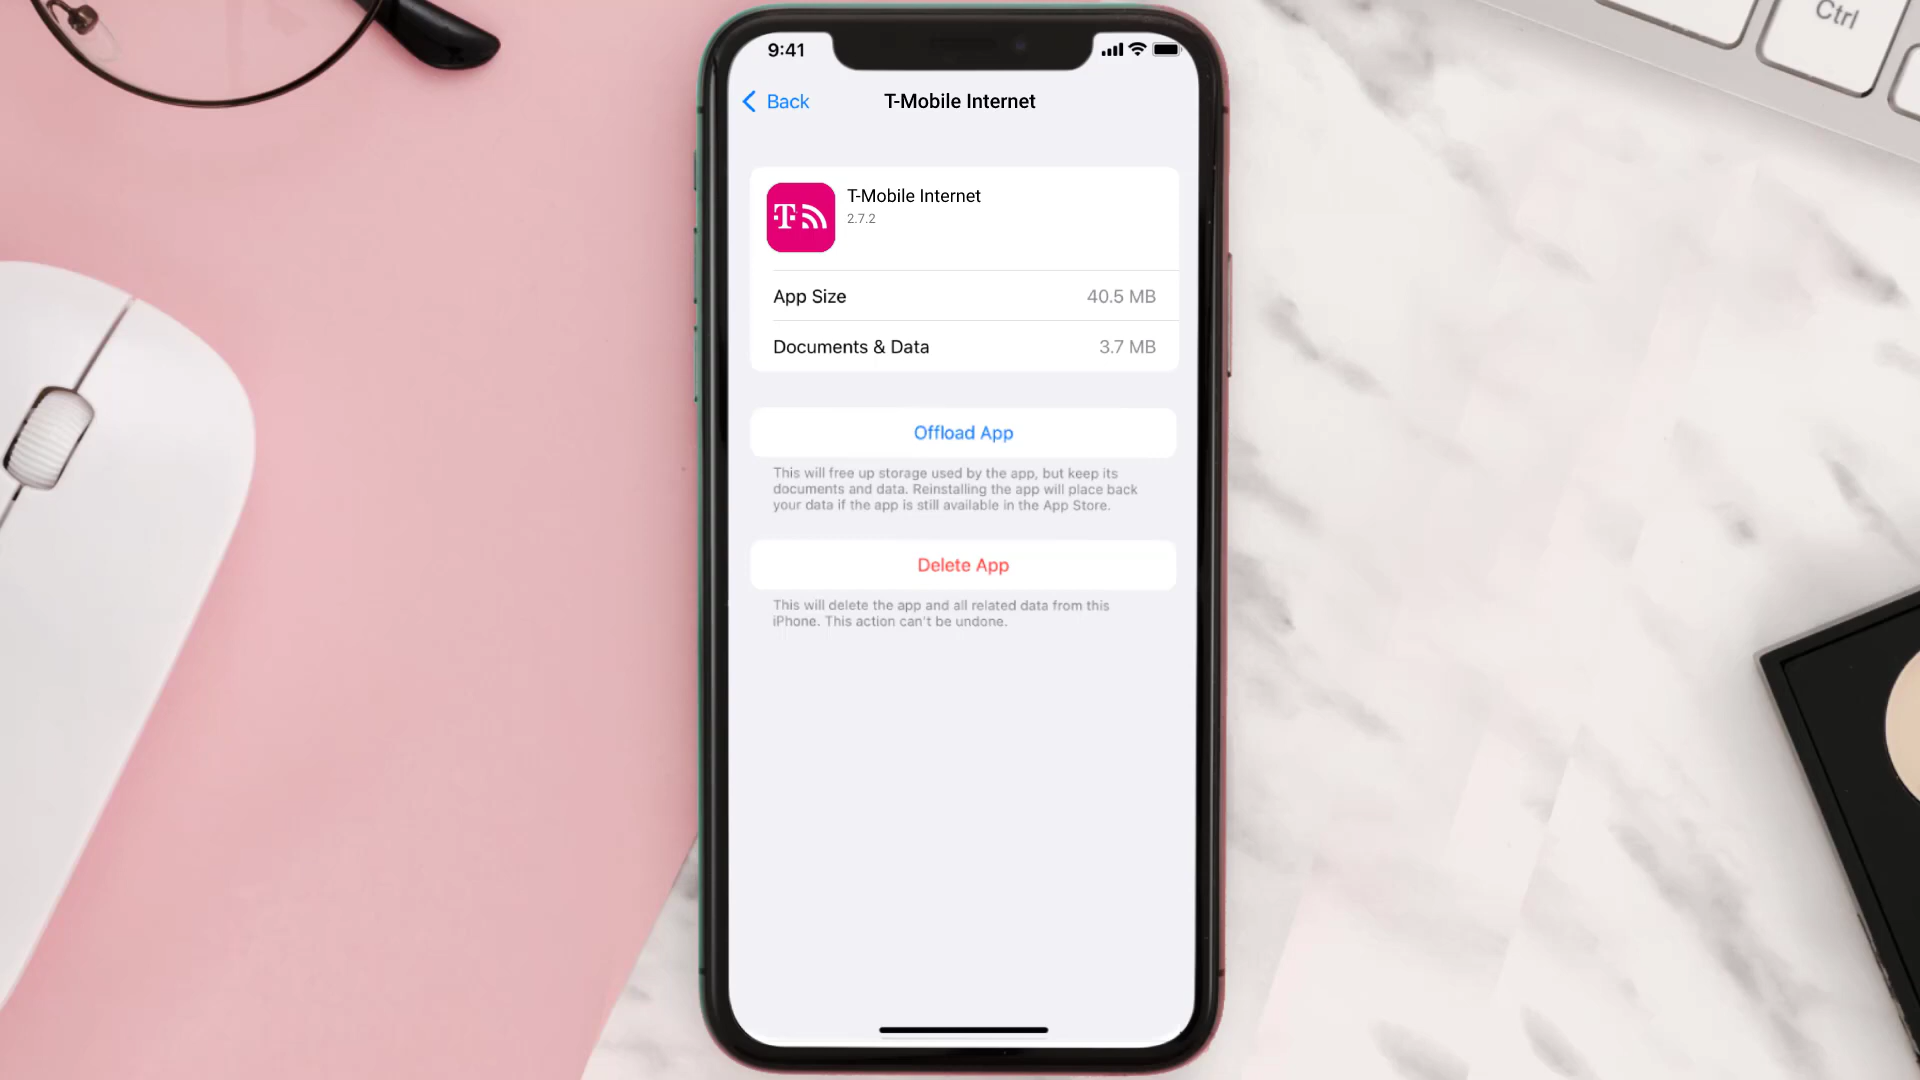 Ctrl
9:41
Back
T-Mobile Internet
T
T-Mobile Internet
2.7.2
App Size 40.5 MB
Documents & Data 3.7 MB
Offload App
This will free up storage used by the app, but keep its
documents and data. Reinstalling the app will place back
your data if the app is still available in the App Store.
Delete App
This will delete the app and all related data from this
iPhone. This action can't be undone.